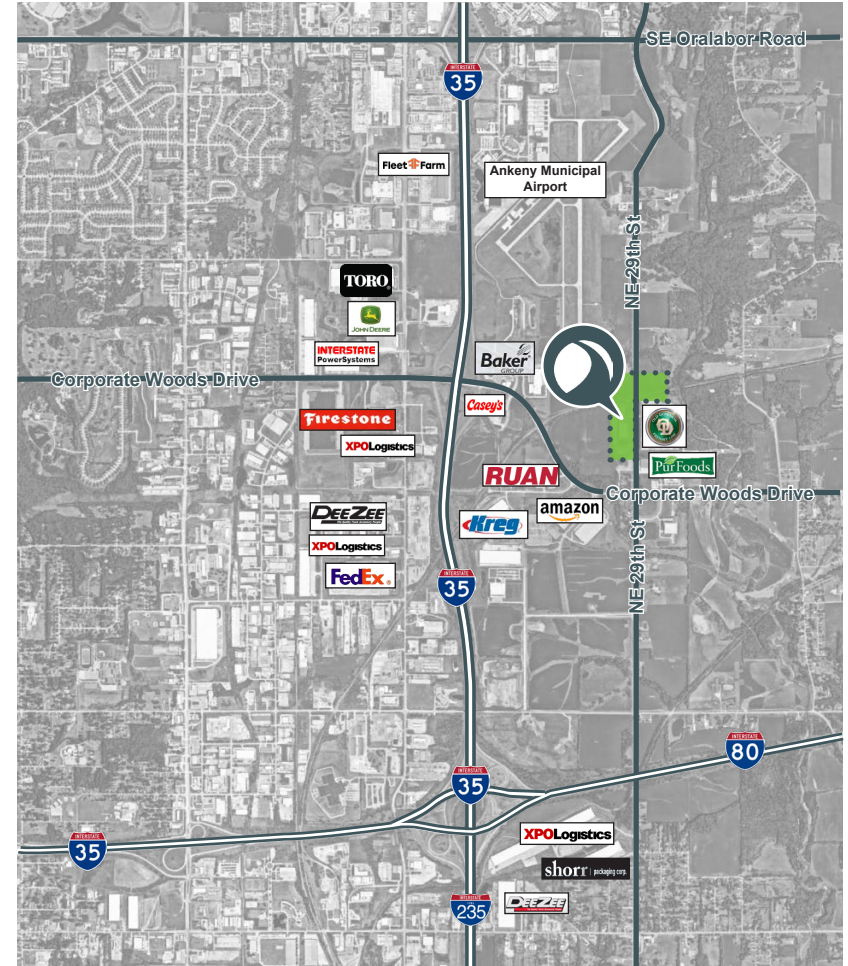 SE Oralabor Road
INTERSTATE
35
Fleet Farm
Ankeny Municipal
Airport
NE 29th St
TORO
JOHN DEERE
INTERSTATE
PowerSystems
Baker
GROUP
Corporate Woods Drive
Casey's
Firestone
XPOLogistics
PurFoods
RUAN
Corporate Woods Drive
amazon
DEEZEE
Kreg
XPOLogistics
FedEx
NE 29th St
INTERSTATE
35
INTERSTATE
80
INTERSTATE
35
INTERSTATE
35
XPOLogistics
shorr | packaging corp.
INTERSTATE
235
DEEZEE